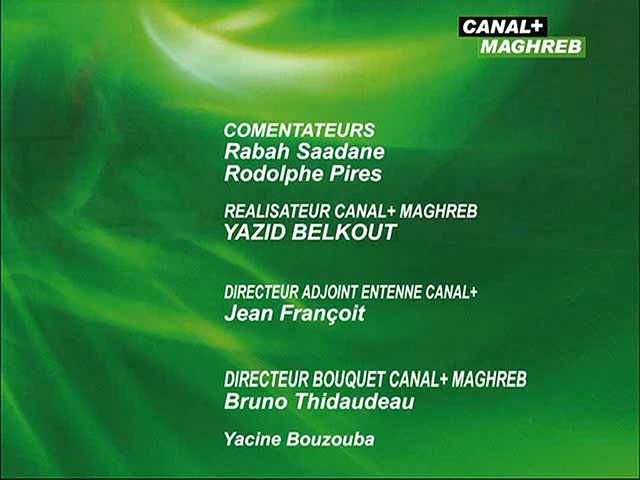 CANAL+
MAGHREB
COMENTATEURS
Rabah Saadane
Rodolphe Pires
REALISATEUR CANAL+ MAGHREB
YAZID BELKOUT
DIRECTEUR ADJOINT ENTENNE CANAL+
Jean Françoit
DIRECTEUR BOUQUET CANAL+ MAGHREB
Bruno Thidaudeau
Yacine Bouzouba